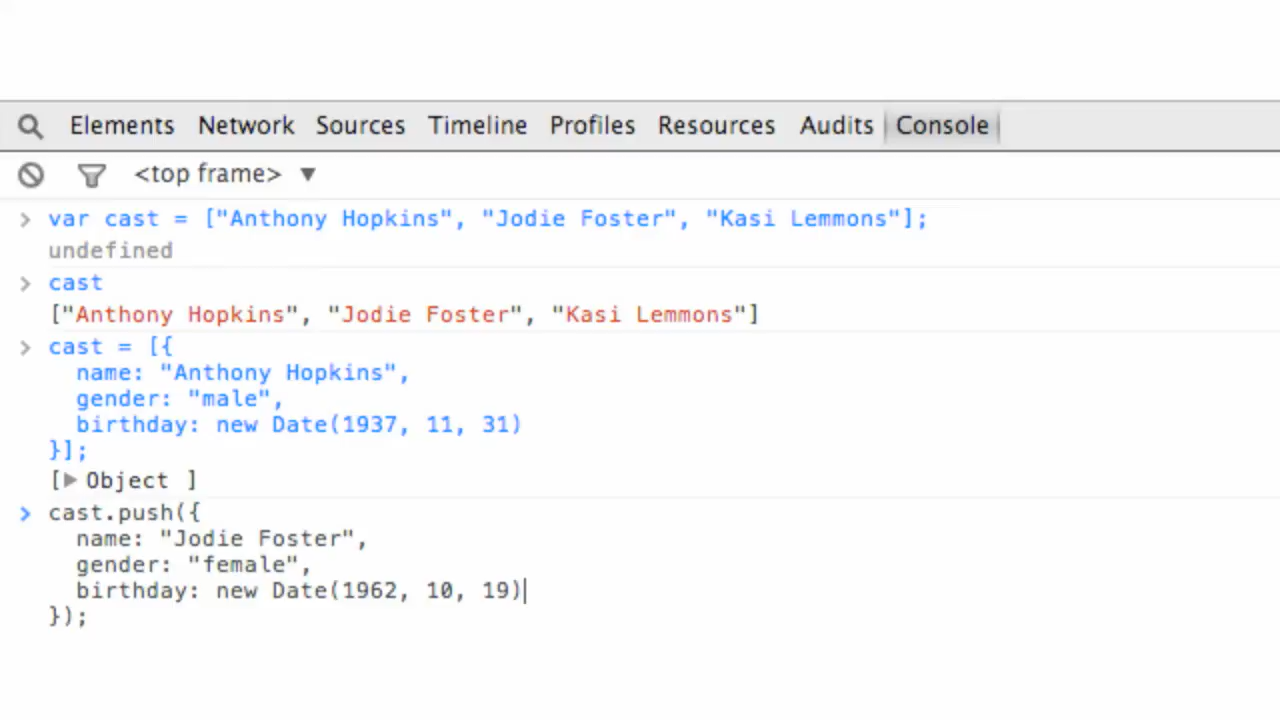 Elements Network Sources Timeline Profiles Resources Audits Console
<top frame> ▼
> var cast = ["Anthony Hopkins", "Jodie Foster", "Kasi Lemmons"];
undefined
> cast
["Anthony Hopkins", "Jodie Foster", "Kasi Lemmons"]
> cast = [{
name: "Anthony Hopkins",
gender: "male",
birthday: new Date(1937, 11, 31)
}];
[▶ Object ]
> cast.push({
name: "Jodie Foster",
gender: "female",
birthday: new Date(1962, 10, 19)
});